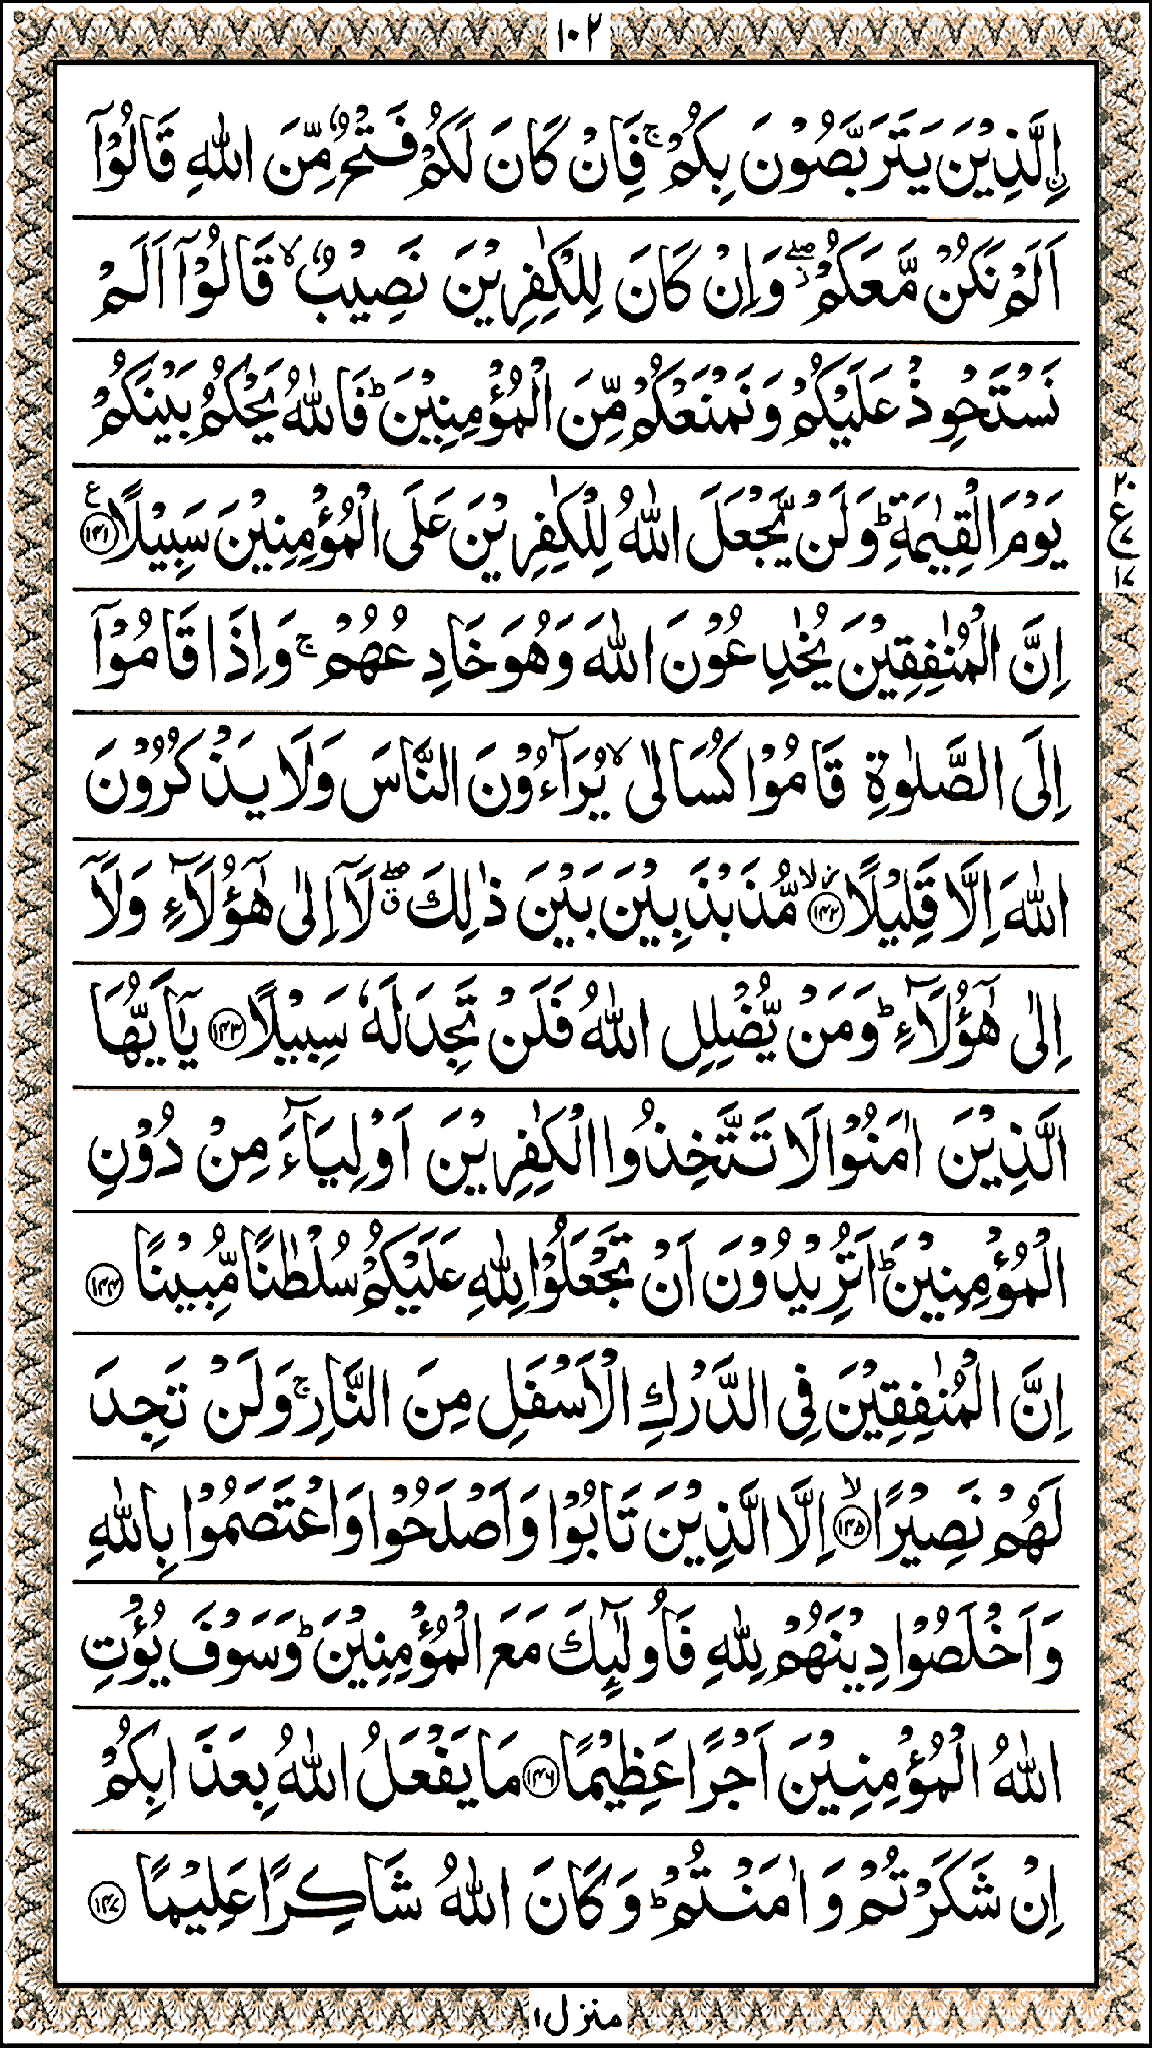 ١٠٢
اِ۟لَّذِيْنَ يَتَرَبَّصُوْنَ بِكُمْ ۚ فَاِنْ كَانَ لَكُمْ فَتْحٌ مِّنَ اللّٰهِ قَالُوْۤا
اَلَمْ نَكُنْ مَّعَكُمْ ۖؗ وَاِنْ كَانَ لِلْكٰفِرِيْنَ نَصِيْبٌ ۙ قَالُوْۤا اَلَمْ
نَسْتَحْوِذْ عَلَيْكُمْ وَنَمْنَعْكُمْ مِّنَ الْمُؤْمِنِيْنَ ؕ فَاللّٰهُ يَحْكُمُ بَيْنَكُمْ
يَوْمَ الْقِيٰمَةِ ؕ وَلَنْ يَّجْعَلَ اللّٰهُ لِلْكٰفِرِيْنَ عَلَى الْمُؤْمِنِيْنَ سَبِيْلًا ﴿١٤١﴾ ع
٢٠
ع ٧
١٧
اِنَّ الْمُنٰفِقِيْنَ يُخٰدِعُوْنَ اللّٰهَ وَهُوَ خَادِعُهُمْ ۚ وَاِذَا قَامُوْۤا
اِلَى الصَّلٰوةِ قَامُوْا كُسَالٰى ۙ يُرَآءُوْنَ النَّاسَ وَلَا يَذْكُرُوْنَ
اللّٰهَ اِلَّا قَلِيْلًا ﴿١٤٢﴾ؗۙ مُّذَبْذَبِيْنَ بَيْنَ ذٰلِكَ ۖۗ لَاۤ اِلٰى هٰۤؤُلَآءِ وَلَاۤ
اِلٰى هٰۤؤُلَآءِ ؕ وَمَنْ يُّضْلِلِ اللّٰهُ فَلَنْ تَجِدَ لَهٗ سَبِيْلًا ﴿١٤٣﴾ يٰۤاَيُّهَا
الَّذِيْنَ اٰمَنُوْا لَا تَتَّخِذُوا الْكٰفِرِيْنَ اَوْلِيَآءَ مِنْ دُوْنِ
الْمُؤْمِنِيْنَ ؕ اَتُرِيْدُوْنَ اَنْ تَجْعَلُوْا لِلّٰهِ عَلَيْكُمْ سُلْطٰنًا مُّبِيْنًا ﴿١٤٤﴾
اِنَّ الْمُنٰفِقِيْنَ فِى الدَّرْكِ الْاَسْفَلِ مِنَ النَّارِ ۚ وَلَنْ تَجِدَ
لَهُمْ نَصِيْرًا ﴿١٤٥﴾ۙ اِلَّا الَّذِيْنَ تَابُوْا وَاَصْلَحُوْا وَاعْتَصَمُوْا بِاللّٰهِ
وَاَخْلَصُوْا دِيْنَهُمْ لِلّٰهِ فَاُولٰٓئِكَ مَعَ الْمُؤْمِنِيْنَ ؕ وَسَوْفَ يُؤْتِ
اللّٰهُ الْمُؤْمِنِيْنَ اَجْرًا عَظِيْمًا ﴿١٤٦﴾ مَا يَفْعَلُ اللّٰهُ بِعَذَابِكُمْ
اِنْ شَكَرْتُمْ وَاٰمَنْتُمْ ؕ وَكَانَ اللّٰهُ شَاكِرًا عَلِيْمًا ﴿١٤٧﴾
منزل ١